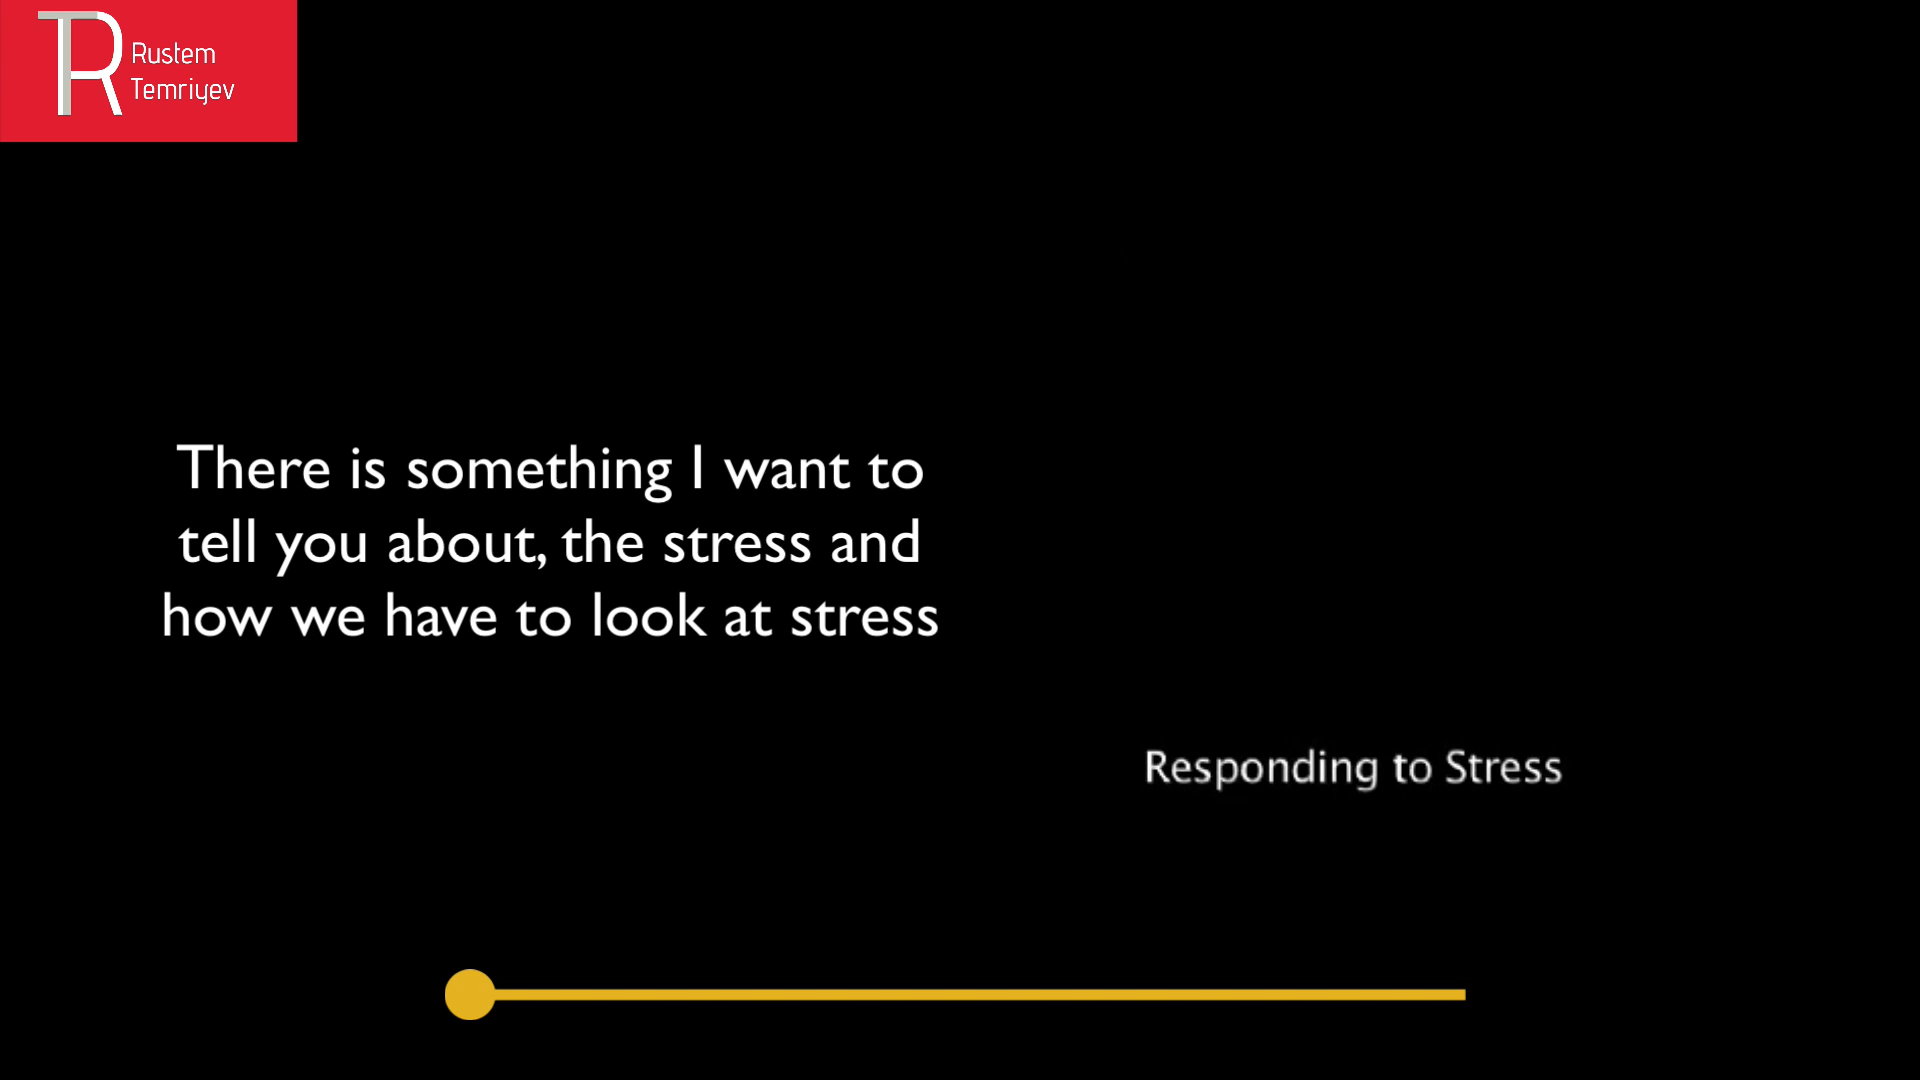 Rustem
Temriyev
There is something I want to
tell you about, the stress and
how we have to look at stress
Responding to Stress